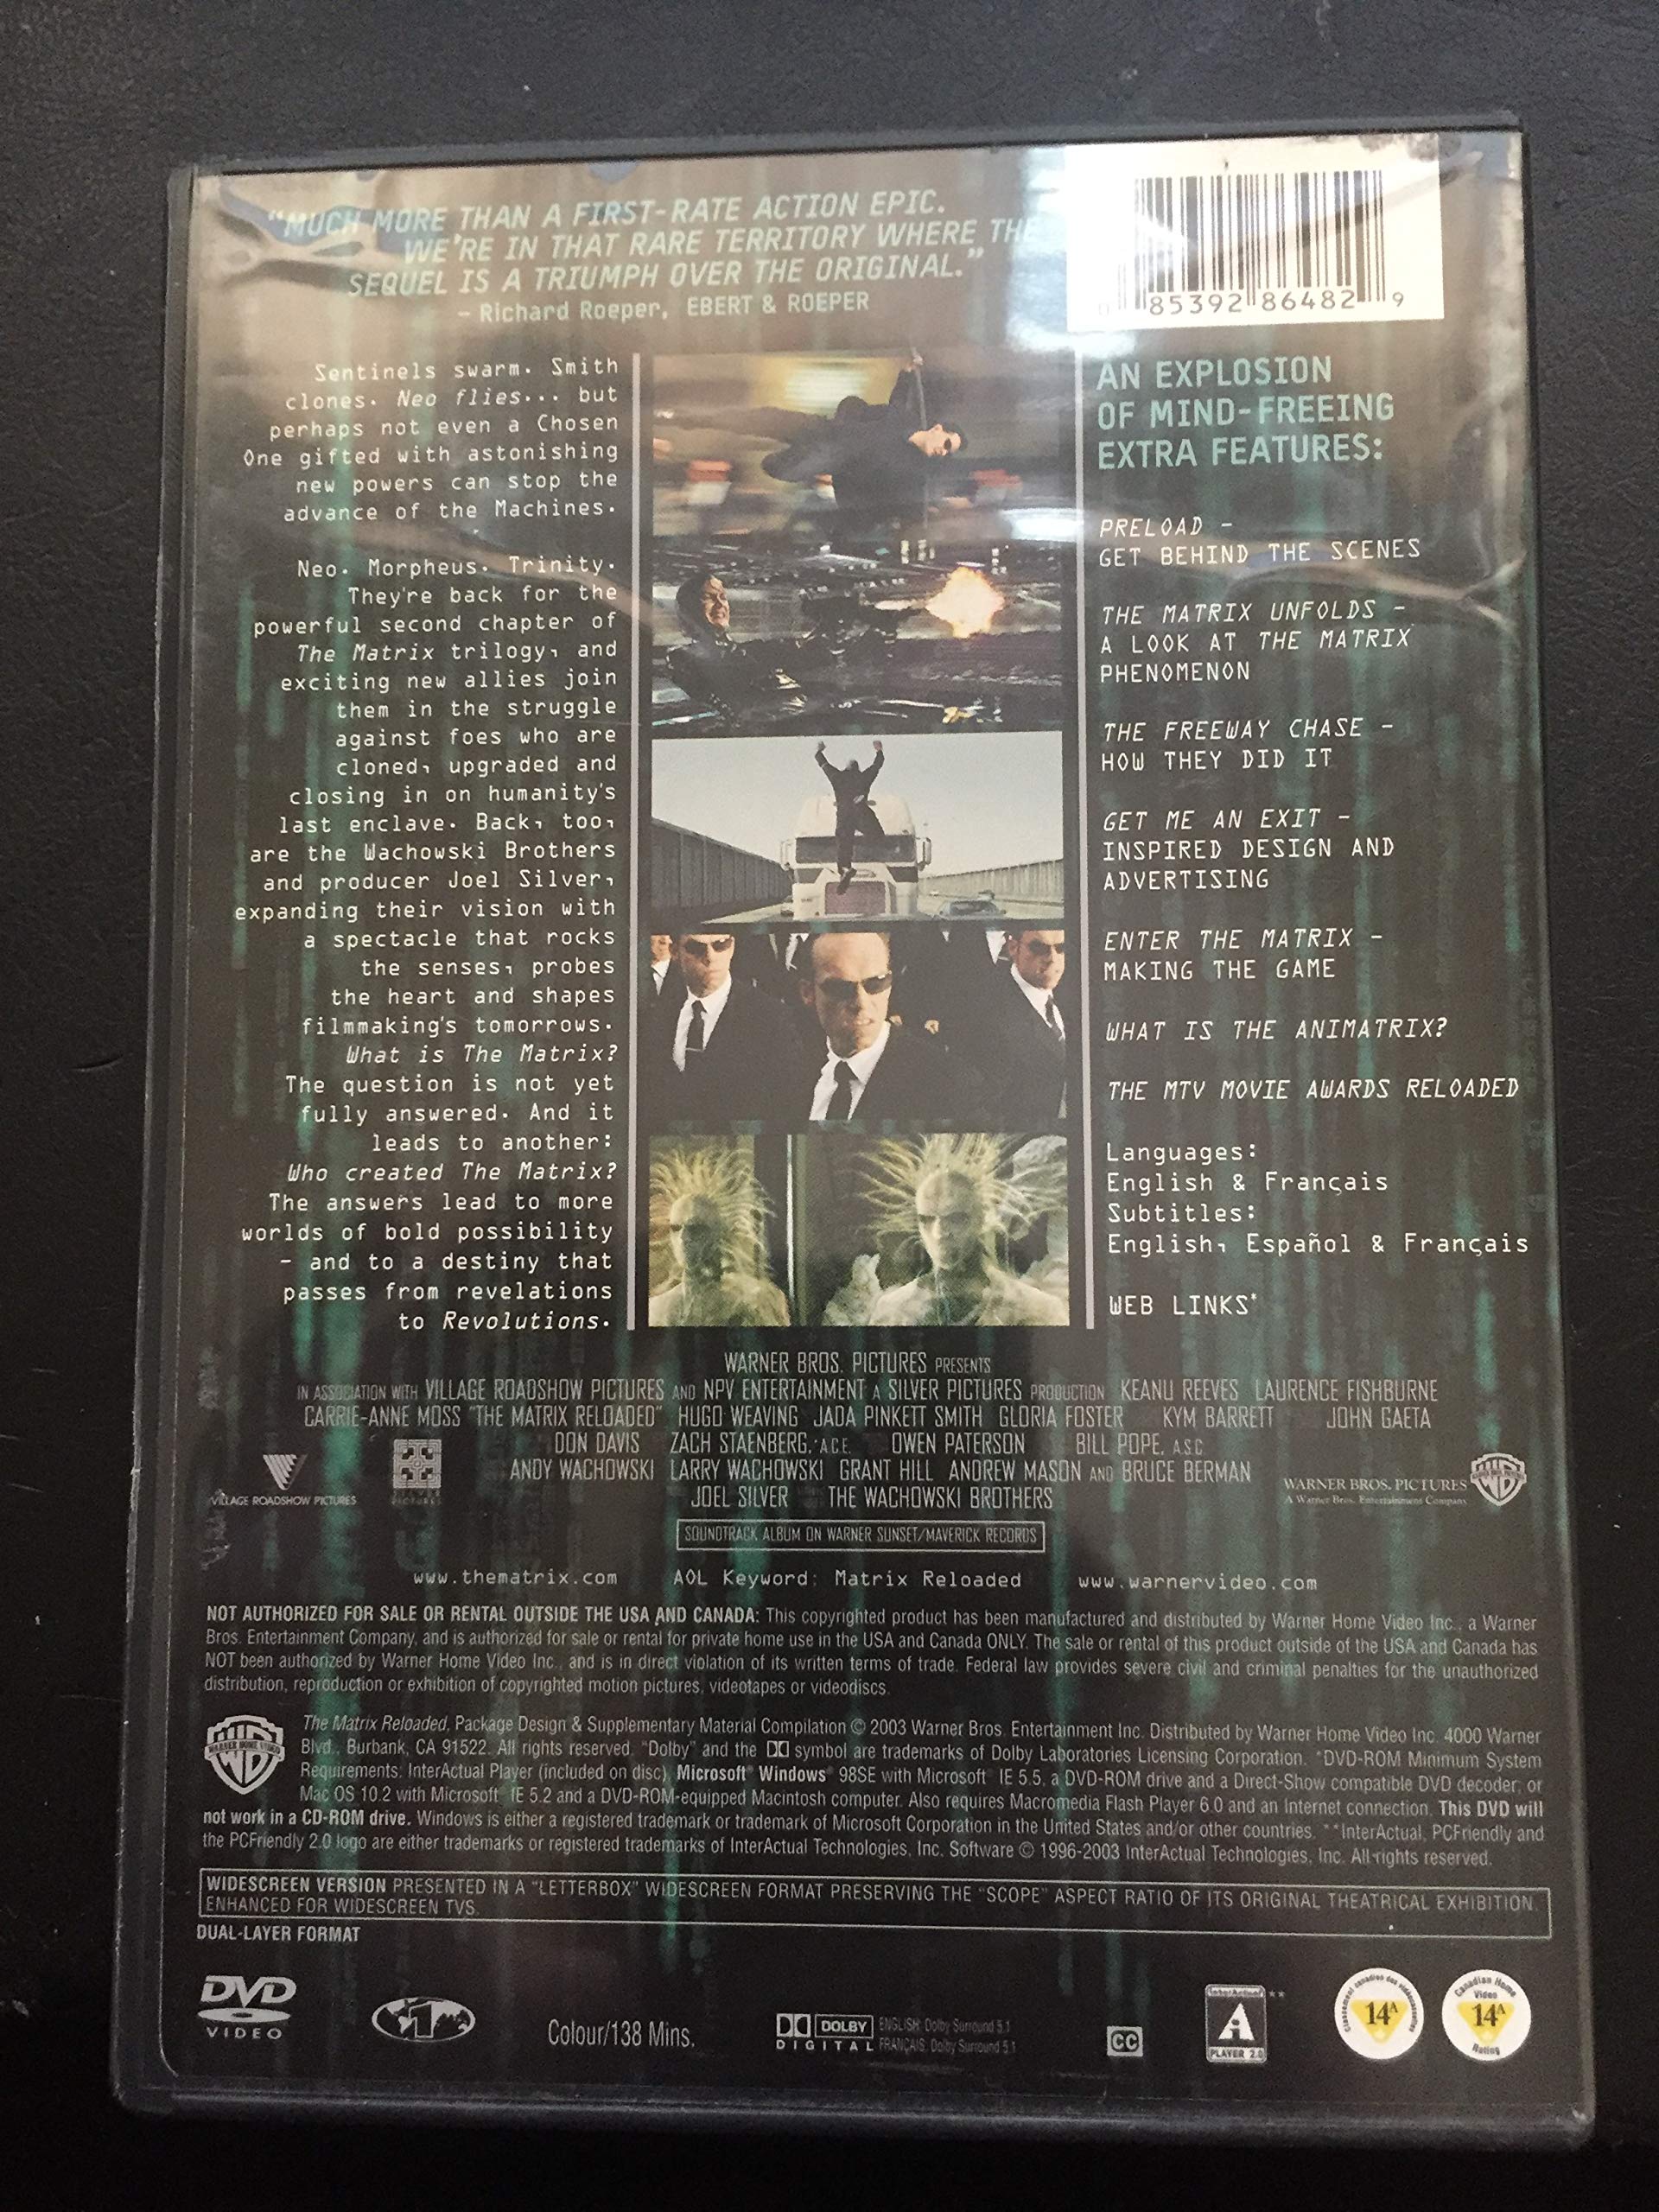 “MUCH MORE THAN A FIRST-RATE ACTION EPIC.
WE'RE IN THAT RARE TERRITORY WHERE THE
SEQUEL IS A TRIUMPH OVER THE ORIGINAL.”
– Richard Roeper, EBERT & ROEPER
85392 86482 9
Sentinels swarm. Smith
clones. Neo flies... but
perhaps not even a Chosen
One gifted with astonishing
new powers can stop the
advance of the Machines.
Neo. Morpheus. Trinity.
They're back for the
powerful second chapter of
The Matrix trilogy, and
exciting new allies join
them in the struggle
against foes who are
cloned, upgraded and
closing in on humanity's
last enclave. Back, too,
are the Wachowski Brothers
and producer Joel Silver,
expanding their vision with
a spectacle that rocks
the senses, probes
the heart and shapes
filmmaking's tomorrows.
What is The Matrix?
The question is not yet
fully answered. And it
leads to another:
Who created The Matrix?
The answers lead to more
worlds of bold possibility
– and to a destiny that
passes from revelations
to Revolutions.
AN EXPLOSION
OF MIND-FREEING
EXTRA FEATURES:
PRELOAD –
GET BEHIND THE SCENES
THE MATRIX UNFOLDS –
A LOOK AT THE MATRIX
PHENOMENON
THE FREEWAY CHASE –
HOW THEY DID IT
GET ME AN EXIT –
INSPIRED DESIGN AND
ADVERTISING
ENTER THE MATRIX –
MAKING THE GAME
WHAT IS THE ANIMATRIX?
THE MTV MOVIE AWARDS RELOADED
Languages:
English & Français
Subtitles:
English, Español & Français
WEB LINKS*
WARNER BROS. PICTURES PRESENTS
IN ASSOCIATION WITH VILLAGE ROADSHOW PICTURES AND NPV ENTERTAINMENT A SILVER PICTURES PRODUCTION KEANU REEVES LAURENCE FISHBURNE
CARRIE-ANNE MOSS "THE MATRIX RELOADED" HUGO WEAVING JADA PINKETT SMITH GLORIA FOSTER KYM BARRETT JOHN GAETA
DON DAVIS ZACH STAENBERG, A.C.E. OWEN PATERSON BILL POPE, A.S.C.
ANDY WACHOWSKI LARRY WACHOWSKI GRANT HILL ANDREW MASON AND BRUCE BERMAN
JOEL SILVER THE WACHOWSKI BROTHERS
VILLAGE ROADSHOW PICTURES
SILVER PICTURES
WARNER BROS. PICTURES
A Warner Bros. Entertainment Company
SOUNDTRACK ALBUM ON WARNER SUNSET/MAVERICK RECORDS
www.thematrix.com AOL Keyword: Matrix Reloaded www.warnervideo.com
NOT AUTHORIZED FOR SALE OR RENTAL OUTSIDE THE USA AND CANADA: This copyrighted product has been manufactured and distributed by Warner Home Video Inc., a Warner
Bros. Entertainment Company, and is authorized for sale or rental for private home use in the USA and Canada ONLY. The sale or rental of this product outside of the USA and Canada has
NOT been authorized by Warner Home Video Inc., and is in direct violation of its written terms of trade. Federal law provides severe civil and criminal penalties for the unauthorized
distribution, reproduction or exhibition of copyrighted motion pictures, videotapes or videodiscs.
WARNER HOME VIDEO
The Matrix Reloaded, Package Design & Supplementary Material Compilation © 2003 Warner Bros. Entertainment Inc. Distributed by Warner Home Video Inc. 4000 Warner
Blvd., Burbank, CA 91522. All rights reserved. "Dolby" and the DD symbol are trademarks of Dolby Laboratories Licensing Corporation. *DVD-ROM Minimum System
Requirements: InterActual Player (included on disc), Microsoft® Windows® 98SE with Microsoft® IE 5.5, a DVD-ROM drive and a Direct-Show compatible DVD decoder; or
Mac OS 10.2 with Microsoft® IE 5.2 and a DVD-ROM-equipped Macintosh computer. Also requires Macromedia Flash Player 6.0 and an Internet connection. This DVD will
not work in a CD-ROM drive. Windows is either a registered trademark or trademark of Microsoft Corporation in the United States and/or other countries. **InterActual, PCFriendly and
the PCFriendly 2.0 logo are either trademarks or registered trademarks of InterActual Technologies, Inc. Software © 1996-2003 InterActual Technologies, Inc. All rights reserved.
WIDESCREEN VERSION PRESENTED IN A "LETTERBOX" WIDESCREEN FORMAT PRESERVING THE "SCOPE" ASPECT RATIO OF ITS ORIGINAL THEATRICAL EXHIBITION.
ENHANCED FOR WIDESCREEN TVS.
DUAL-LAYER FORMAT
DVD
VIDEO
1
Colour/138 Mins.
DOLBY
DIGITAL
ENGLISH: Dolby Surround 5.1
FRANÇAIS: Dolby Surround 5.1
CC
InterActual **
PLAYER 2.0
14A
Canadian Home
Video
14A
Rating